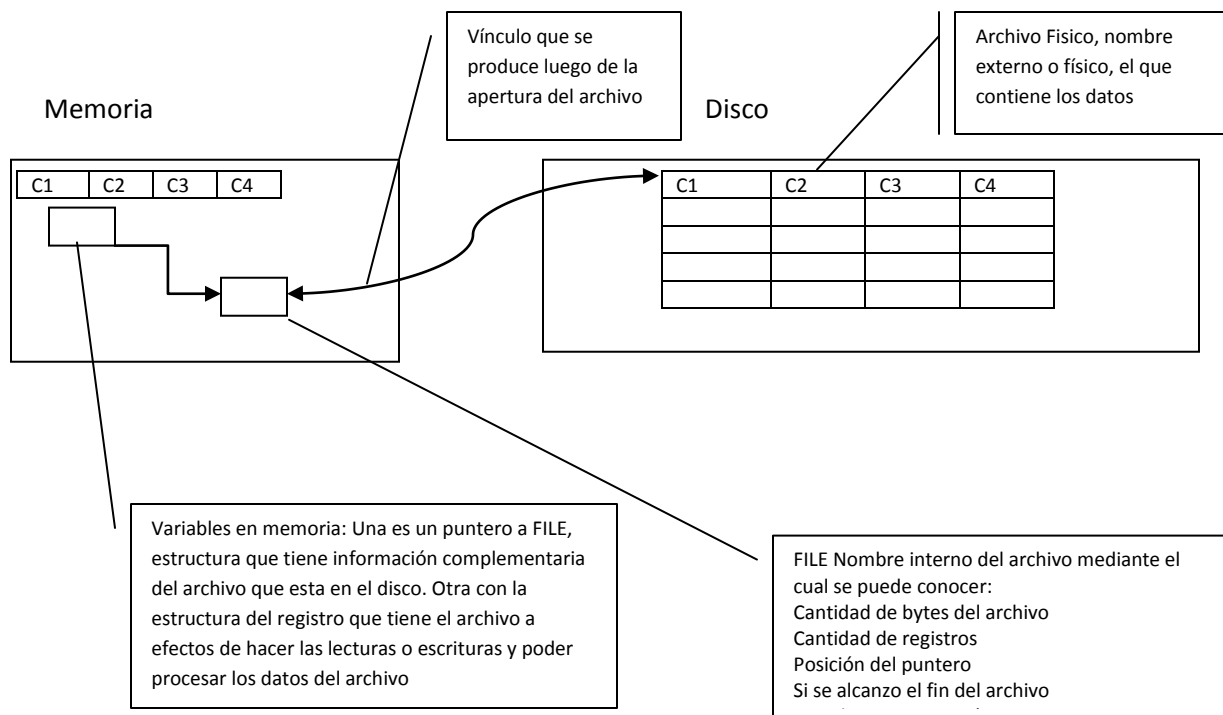 Vínculo que se
produce luego de la
apertura del archivo
Archivo Fisico, nombre
externo o físico, el que
contiene los datos
Memoria
Disco
C1 C2 C3 C4
C1 C2 C3 C4
Variables en memoria: Una es un puntero a FILE,
estructura que tiene información complementaria
del archivo que esta en el disco. Otra con la
estructura del registro que tiene el archivo a
efectos de hacer las lecturas o escrituras y poder
procesar los datos del archivo
FILE Nombre interno del archivo mediante el
cual se puede conocer:
Cantidad de bytes del archivo
Cantidad de registros
Posición del puntero
Si se alcanzo el fin del archivo